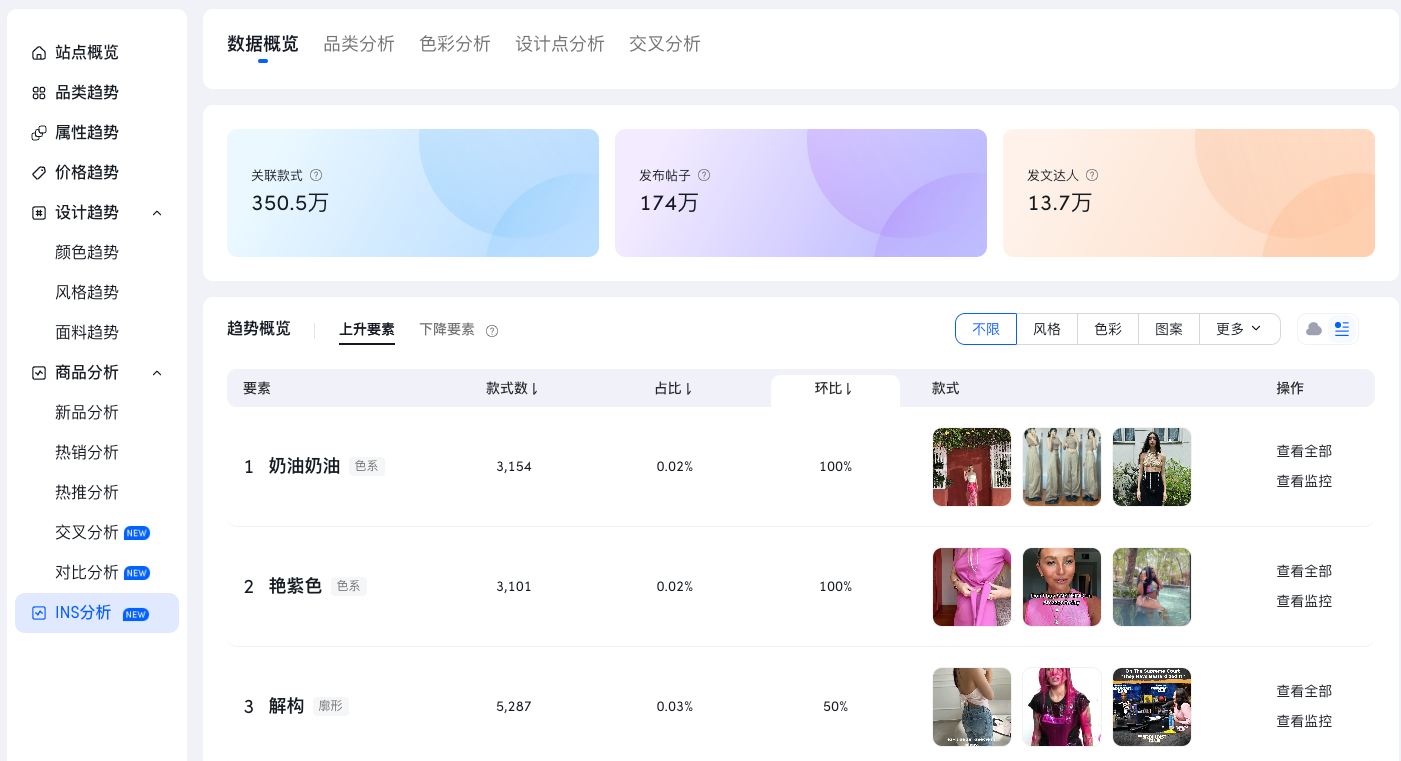 站点概览
品类趋势
属性趋势
价格趋势
设计趋势
颜色趋势
风格趋势
面料趋势
商品分析
新品分析
热销分析
热推分析
交叉分析 NEW
对比分析 NEW
INS分析 NEW
数据概览 品类分析 色彩分析 设计点分析 交叉分析
关联款式
350.5万
发布帖子
174万
发文达人
13.7万
趋势概览 上升要素 下降要素
不限 风格 色彩 图案 更多
要素 款式数 占比 环比 款式 操作
1 奶油奶油 色系 3,154 0.02% 100% 查看全部
查看监控
2 艳紫色 色系 3,101 0.02% 100% 查看全部
查看监控
3 解构 廓形 5,287 0.03% 50% 查看全部
查看监控
On The Supreme Court